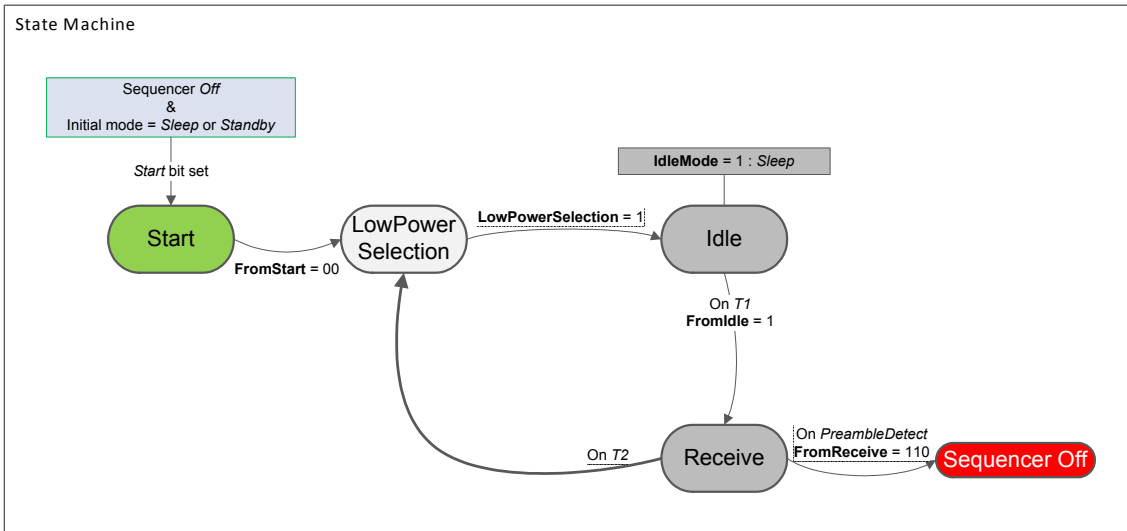 State Machine
Sequencer Off
&
Initial mode = Sleep or Standby
Start bit set
IdleMode = 1 : Sleep
Start
FromStart = 00
LowPower
Selection
LowPowerSelection = 1
Idle
On T1
FromIdle = 1
On T2
Receive
On PreambleDetect
FromReceive = 110
Sequencer Off